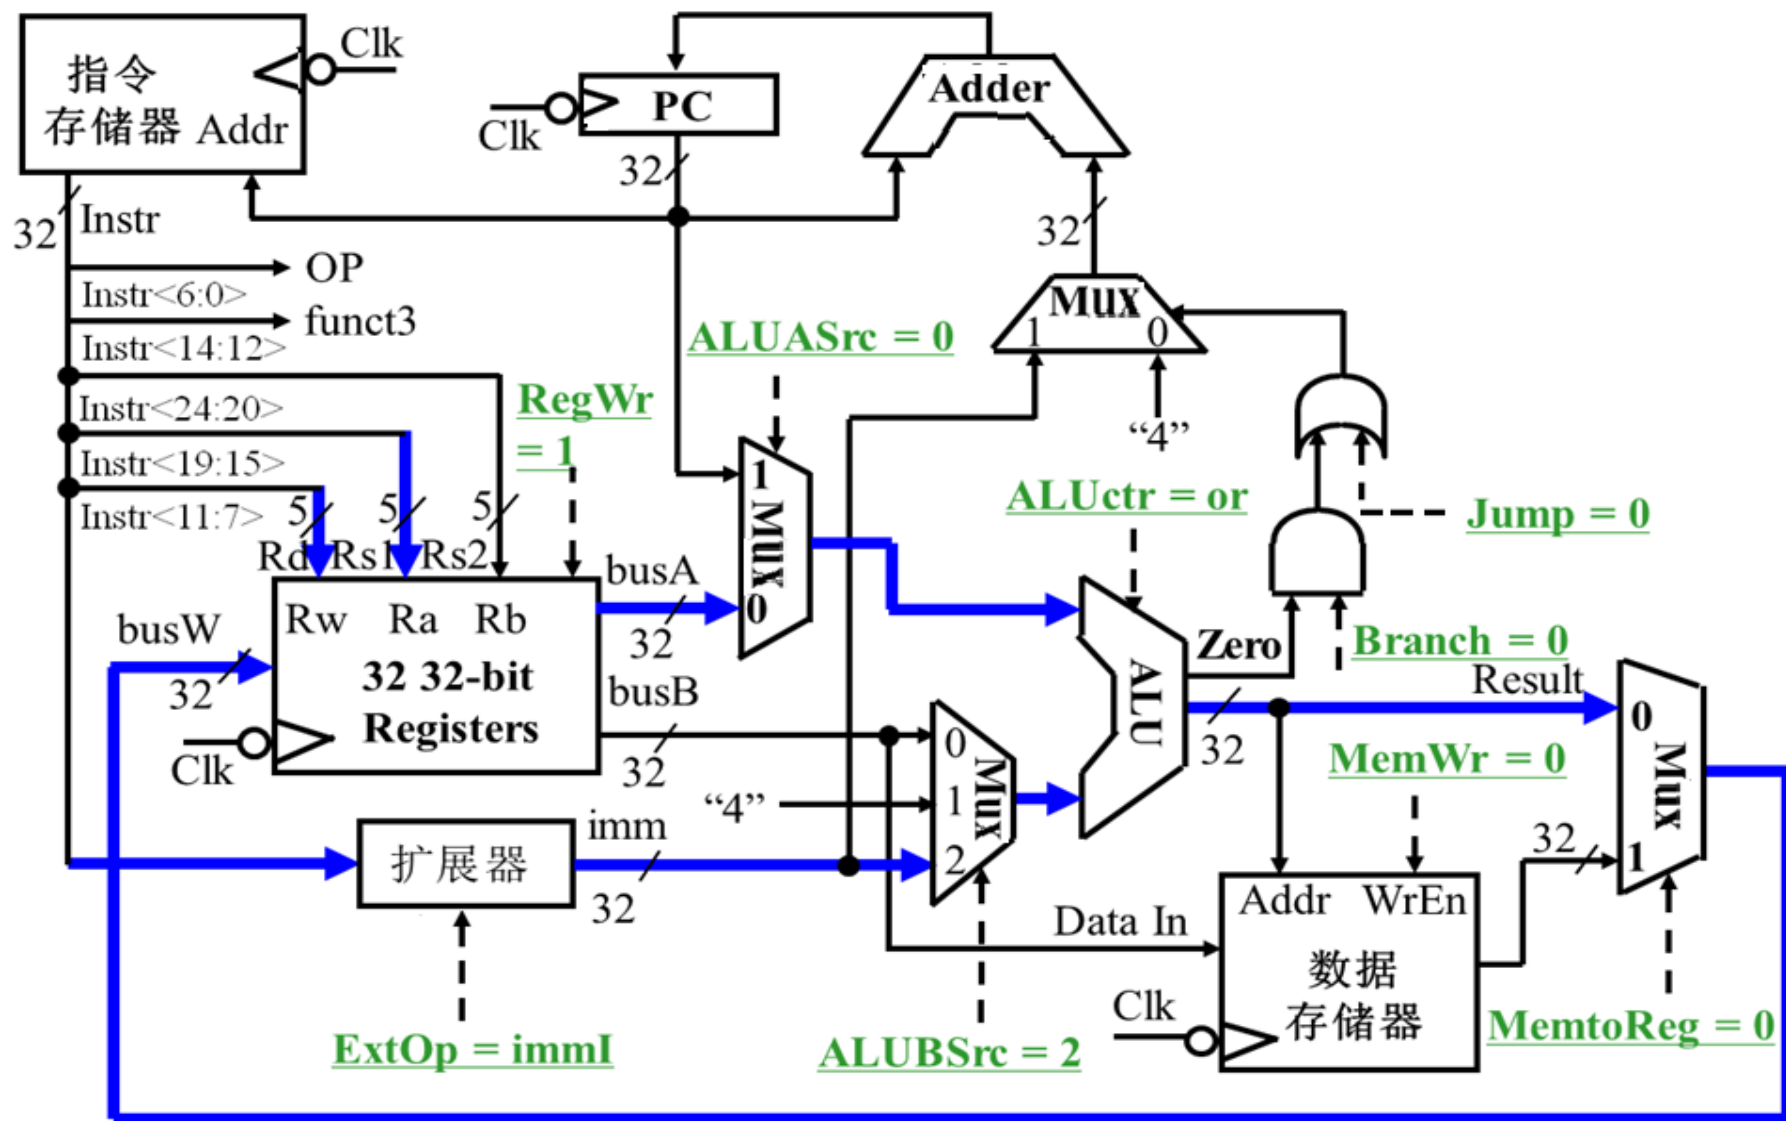 指令
存储器 Addr
Clk
PC
Clk
Adder
32
32
32
Instr
OP
Instr<6:0>
funct3
Instr<14:12>
Instr<24:20>
Instr<19:15>
Instr<11:7>
Mux
1
0
“4”
ALUASrc = 0
RegWr
= 1
5
5
5
Rd
Rs1
Rs2
Rw
Ra
Rb
32 32-bit
Registers
busW
32
Clk
busA
32
busB
32
1
Mux
0
ALUctr = or
Jump = 0
Branch = 0
Zero
ALU
Result
32
0
Mux
1
MemWr = 0
“4”
0
1
2
Mux
imm
扩展器
32
32
Addr
WrEn
Data In
数据
存储器
Clk
ExtOp = immI
ALUBSrc = 2
MemtoReg = 0